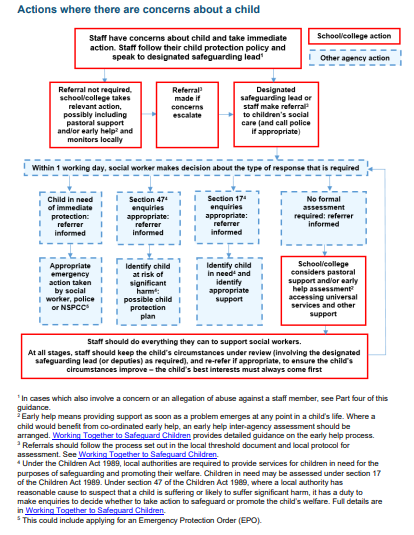 Actions where there are concerns about a child
Staff have concerns about child and take immediate
action. Staff follow their child protection policy and
speak to designated safeguarding lead¹
School/college action
Other agency action
Referral not required,
school/college takes
relevant action,
possibly including
pastoral support
and/or early help² and
monitors locally
Referral³
made if
concerns
escalate
Designated
safeguarding lead or
staff make referral³
to children's social
care (and call police
if appropriate)
Within 1 working day, social worker makes decision about the type of response that is required
Child in need
of immediate
protection:
referrer
informed
Section 47⁴
enquiries
appropriate:
referrer
informed
Section 17⁴
enquiries
appropriate:
referrer
informed
No formal
assessment
required: referrer
informed
Appropriate
emergency
action taken
by social
worker, police
or NSPCC⁵
Identify child
at risk of
significant
harm⁴:
possible child
protection
plan
Identify child
in need⁴ and
identify
appropriate
support
School/college
considers pastoral
support and/or early
help assessment²
accessing universal
services and other
support
Staff should do everything they can to support social workers.
At all stages, staff should keep the child's circumstances under review (involving the designated
safeguarding lead (or deputies) as required), and re-refer if appropriate, to ensure the child's
circumstances improve – the child's best interests must always come first
¹ In cases which also involve a concern or an allegation of abuse against a staff member, see Part four of this
guidance.
² Early help means providing support as soon as a problem emerges at any point in a child's life. Where a
child would benefit from co-ordinated early help, an early help inter-agency assessment should be
arranged. Working Together to Safeguard Children provides detailed guidance on the early help process.
³ Referrals should follow the process set out in the local threshold document and local protocol for
assessment. See Working Together to Safeguard Children.
⁴ Under the Children Act 1989, local authorities are required to provide services for children in need for the
purposes of safeguarding and promoting their welfare. Children in need may be assessed under section 17
of the Children Act 1989. Under section 47 of the Children Act 1989, where a local authority has
reasonable cause to suspect that a child is suffering or likely to suffer significant harm, it has a duty to
make enquiries to decide whether to take action to safeguard or promote the child's welfare. Full details are
in Working Together to Safeguard Children.
⁵ This could include applying for an Emergency Protection Order (EPO).